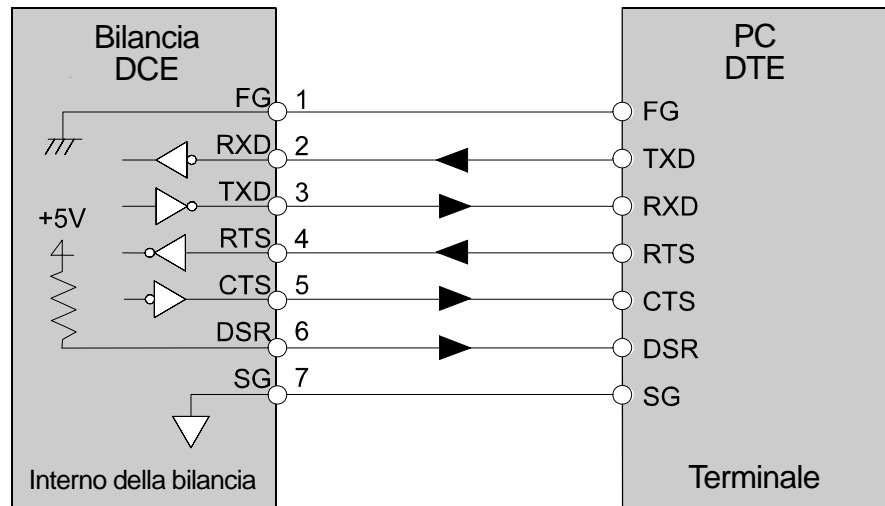 Bilancia
DCE
PC
DTE
FG 1 FG
RXD 2 TXD
TXD 3 RXD
+5V
RTS 4 RTS
CTS 5 CTS
DSR 6 DSR
SG 7 SG
Interno della bilancia
Terminale